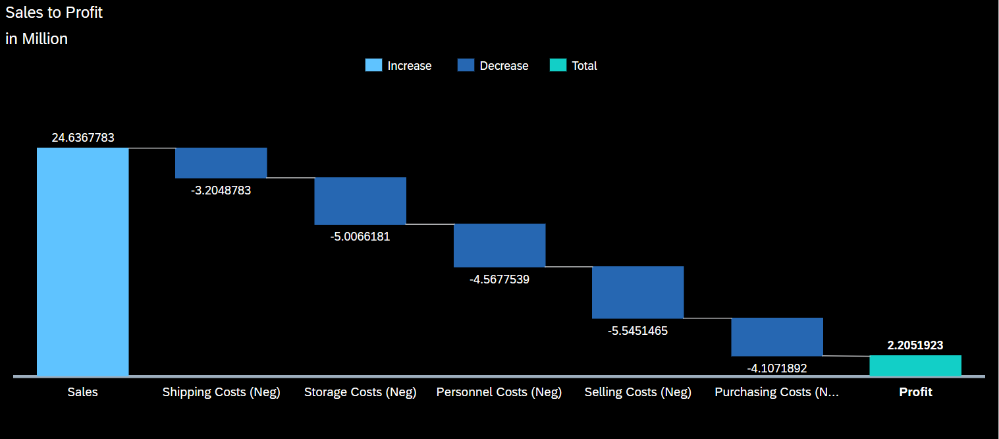 Sales to Profit
in Million
Increase Decrease Total
24.6367783
-3.2048783
-5.0066181
-4.5677539
-5.5451465
-4.1071892
2.2051923
Sales Shipping Costs (Neg) Storage Costs (Neg) Personnel Costs (Neg) Selling Costs (Neg) Purchasing Costs (N... Profit